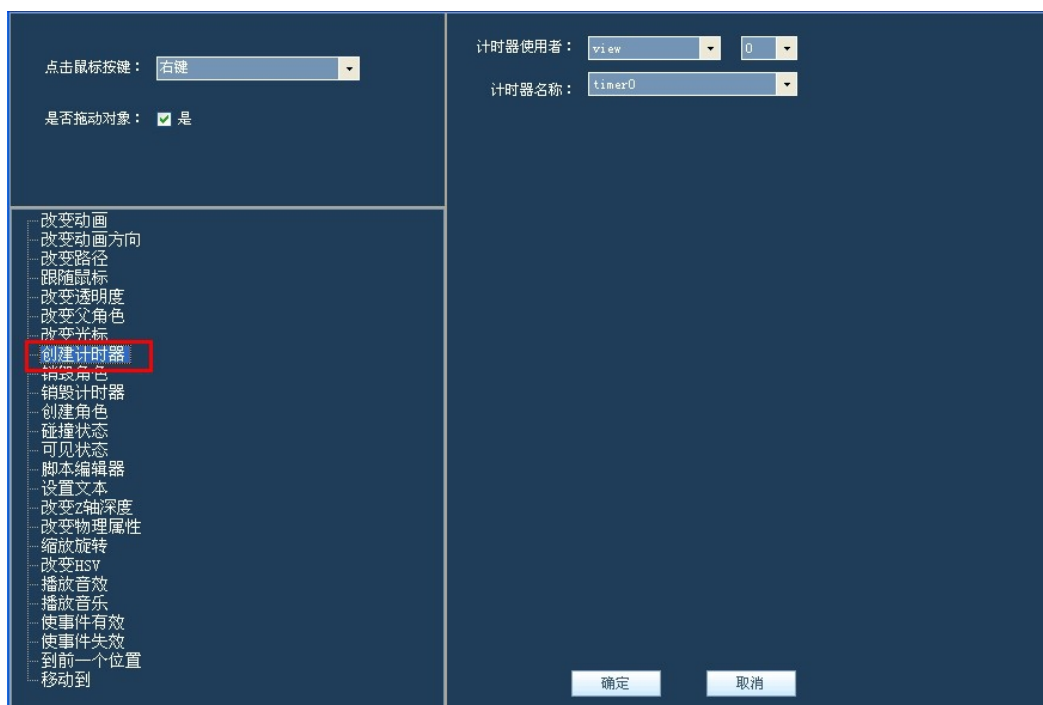 点击鼠标按键： 右键
是否拖动对象： 是
计时器使用者： view 0
计时器名称： timer0
改变动画
改变动画方向
改变路径
跟随鼠标
改变透明度
改变父角色
改变光标
创建计时器
销毁角色
销毁计时器
创建角色
碰撞状态
可见状态
脚本编辑器
设置文本
改变Z轴深度
改变物理属性
缩放旋转
改变HSV
播放音效
播放音乐
使事件有效
使事件失效
到前一个位置
移动到
确定 取消